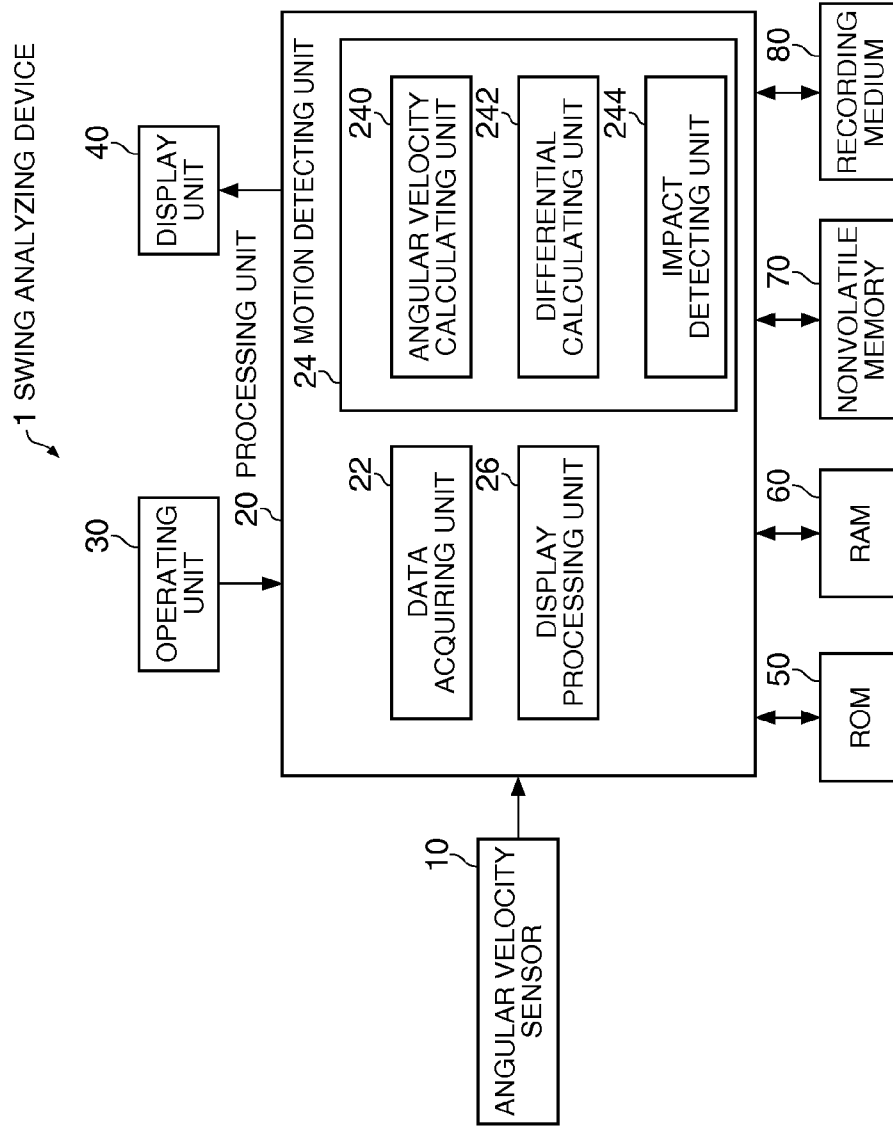 1 SWING ANALYZING DEVICE
30
OPERATING
UNIT
40
DISPLAY
UNIT
20 PROCESSING UNIT
10
ANGULAR VELOCITY
SENSOR
22
DATA
ACQUIRING UNIT
26
DISPLAY
PROCESSING UNIT
24 MOTION DETECTING UNIT
240
ANGULAR VELOCITY
CALCULATING UNIT
242
DIFFERENTIAL
CALCULATING UNIT
244
IMPACT
DETECTING UNIT
50
ROM
60
RAM
70
NONVOLATILE
MEMORY
80
RECORDING
MEDIUM